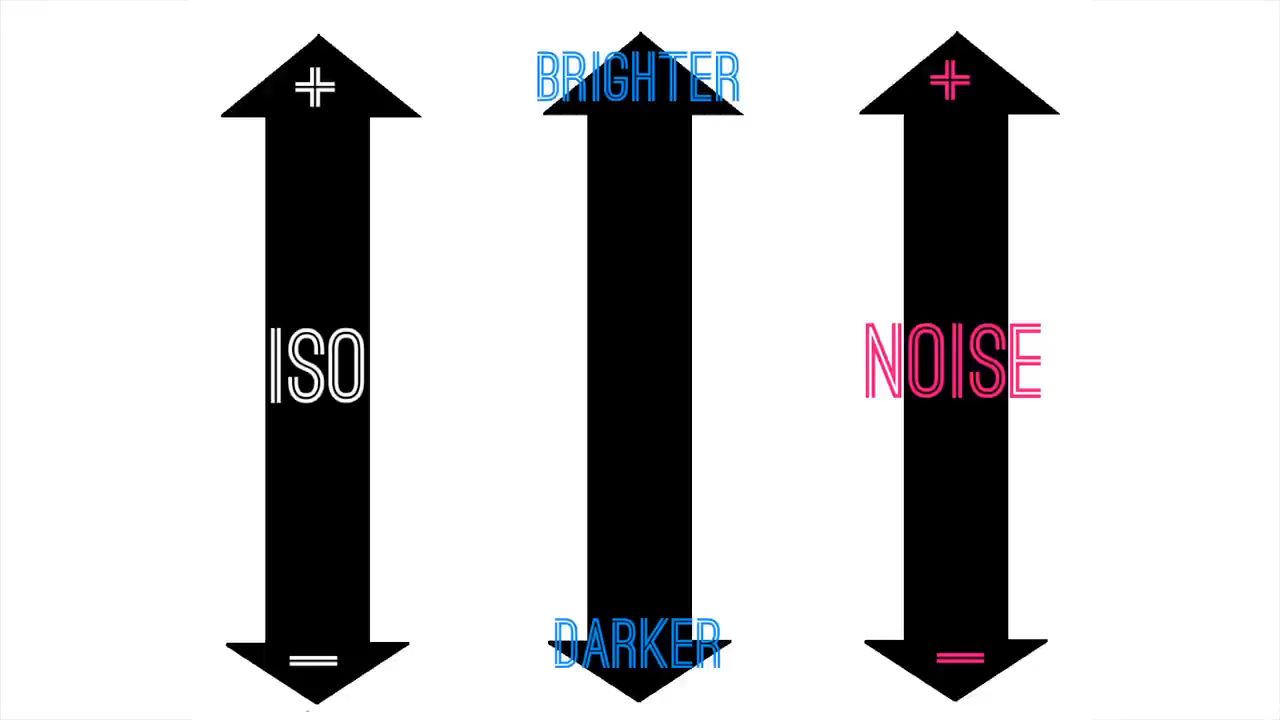 +
BRIGHTER
+
ISO
NOISE
DARKER
–
–